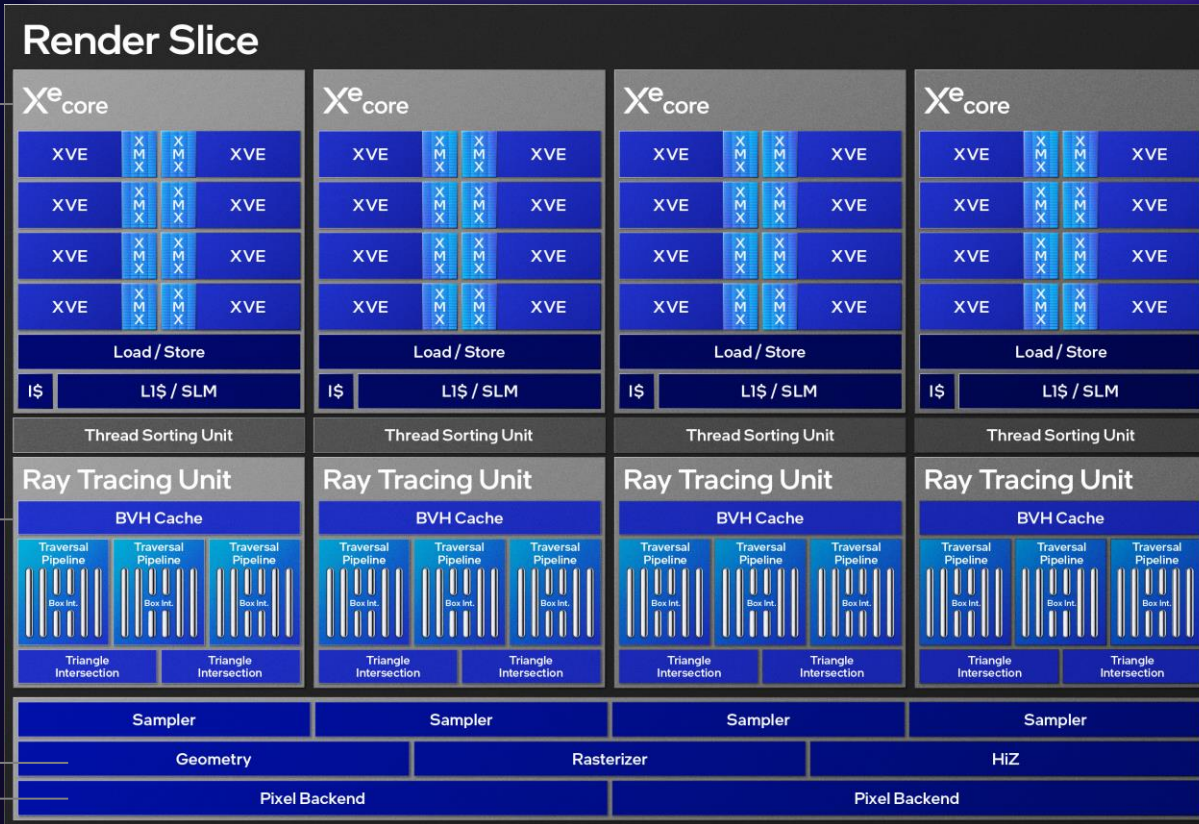 Render Slice
Xe core Xe core Xe core Xe core
XVE XMX XMX XVE XVE XMX XMX XVE XVE XMX XMX XVE XVE XMX XMX XVE
XVE XMX XMX XVE XVE XMX XMX XVE XVE XMX XMX XVE XVE XMX XMX XVE
XVE XMX XMX XVE XVE XMX XMX XVE XVE XMX XMX XVE XVE XMX XMX XVE
XVE XMX XMX XVE XVE XMX XMX XVE XVE XMX XMX XVE XVE XMX XMX XVE
Load / Store Load / Store Load / Store Load / Store
I$ L1$ / SLM I$ L1$ / SLM I$ L1$ / SLM I$ L1$ / SLM
Thread Sorting Unit Thread Sorting Unit Thread Sorting Unit Thread Sorting Unit
Ray Tracing Unit Ray Tracing Unit Ray Tracing Unit Ray Tracing Unit
BVH Cache BVH Cache BVH Cache BVH Cache
Traversal Traversal Traversal Traversal Traversal Traversal Traversal Traversal Traversal Traversal Traversal Traversal
Pipeline Pipeline Pipeline Pipeline Pipeline Pipeline Pipeline Pipeline Pipeline Pipeline Pipeline Pipeline
Box Int. Box Int. Box Int. Box Int. Box Int. Box Int. Box Int. Box Int. Box Int. Box Int. Box Int. Box Int.
Triangle Triangle Triangle Triangle Triangle Triangle Triangle Triangle
Intersection Intersection Intersection Intersection Intersection Intersection Intersection Intersection
Sampler Sampler Sampler Sampler
Geometry Rasterizer HiZ
Pixel Backend Pixel Backend